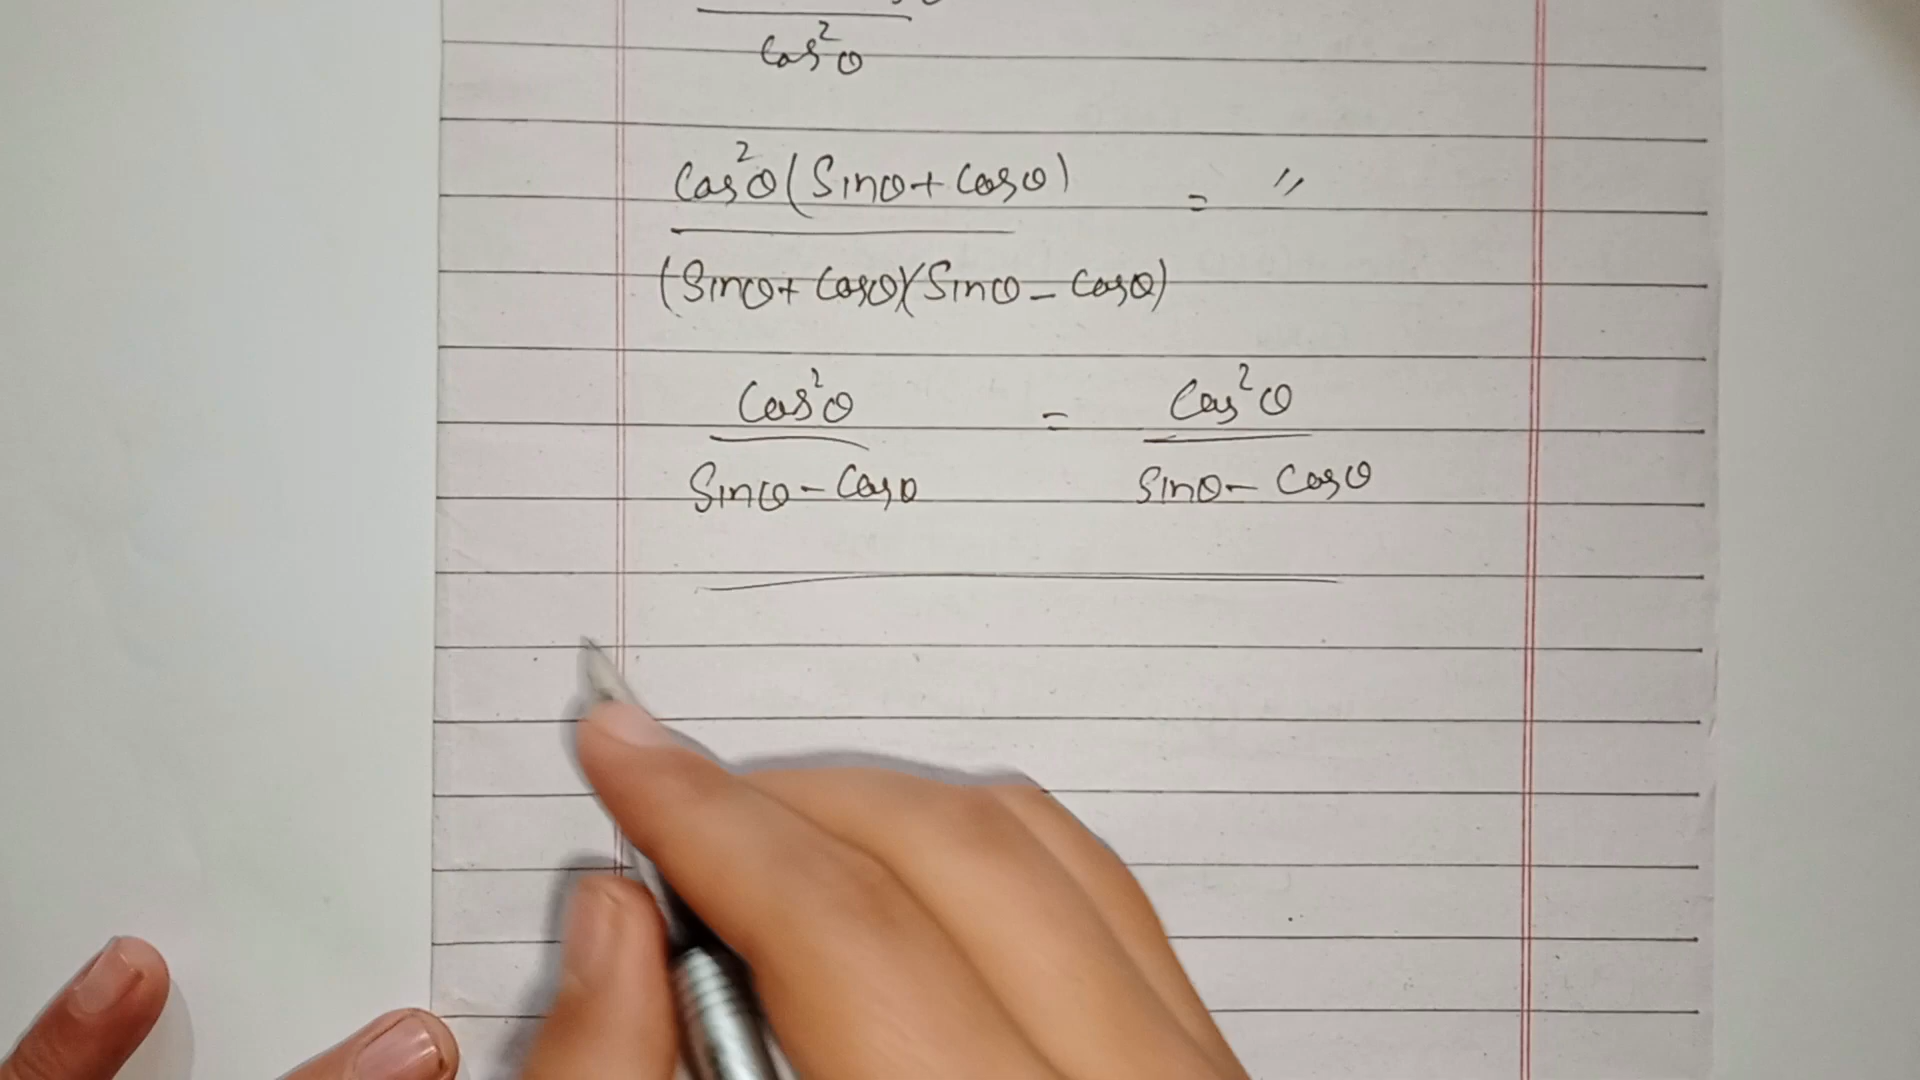 Cos²θ
Cos²θ(Sinθ+Cosθ) = "
(Sinθ+Cosθ)(Sinθ-Cosθ)
Cos²θ = Cos²θ
Sinθ-Cosθ Sinθ-Cosθ